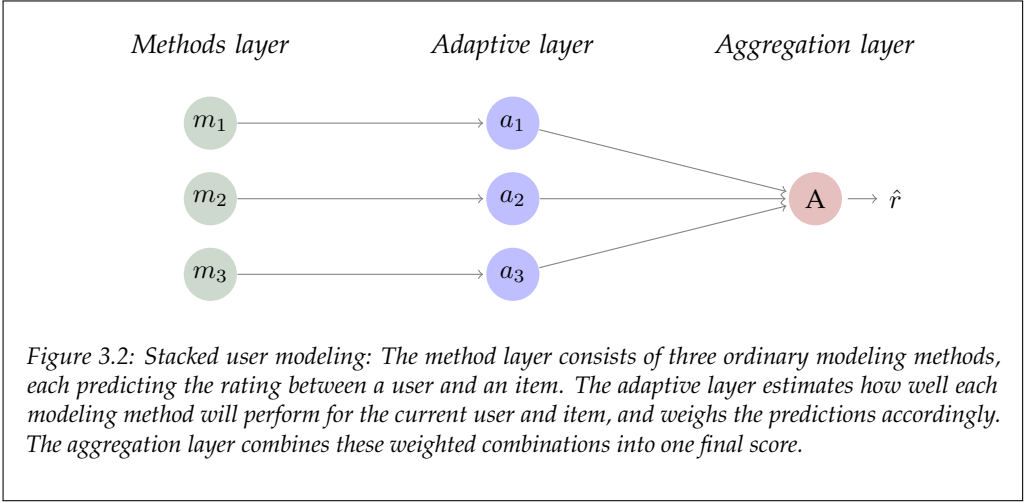 Methods layer Adaptive layer Aggregation layer
m₁ a₁
m₂ a₂ A r̂
m₃ a₃
Figure 3.2: Stacked user modeling: The method layer consists of three ordinary modeling methods,
each predicting the rating between a user and an item. The adaptive layer estimates how well each
modeling method will perform for the current user and item, and weighs the predictions accordingly.
The aggregation layer combines these weighted combinations into one final score.